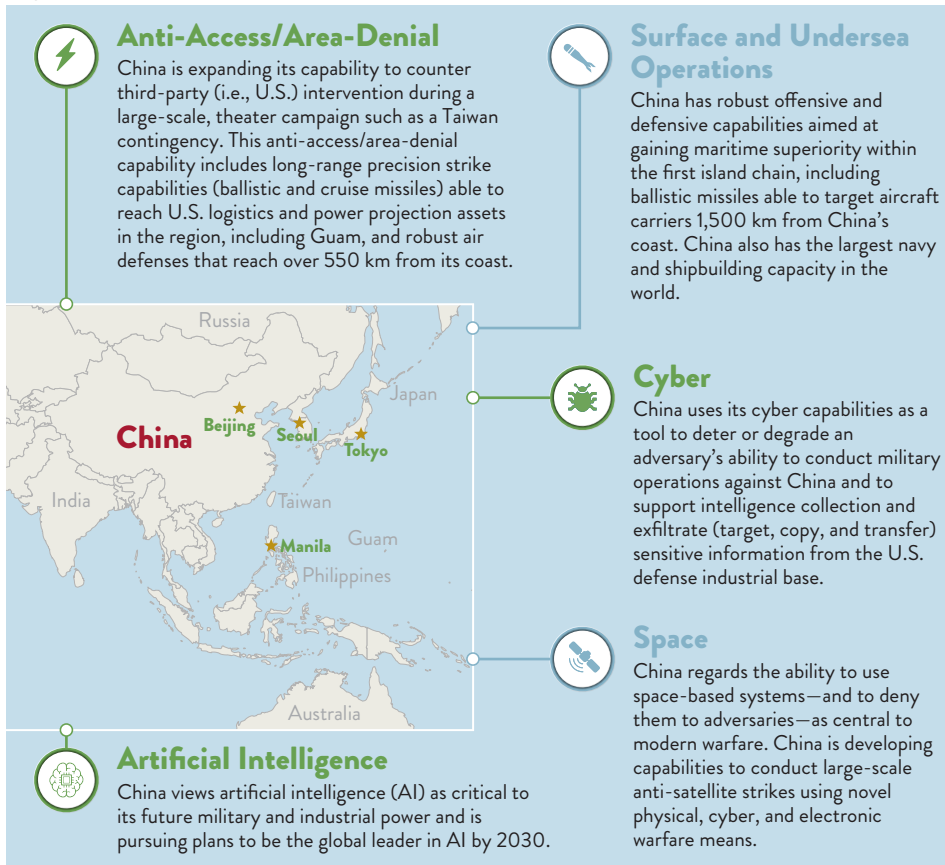 Anti-Access/Area-Denial
China is expanding its capability to counter
third-party (i.e., U.S.) intervention during a
large-scale, theater campaign such as a Taiwan
contingency. This anti-access/area-denial
capability includes long-range precision strike
capabilities (ballistic and cruise missiles) able to
reach U.S. logistics and power projection assets
in the region, including Guam, and robust air
defenses that reach over 550 km from its coast.
Surface and Undersea
Operations
China has robust offensive and
defensive capabilities aimed at
gaining maritime superiority within
the first island chain, including
ballistic missiles able to target aircraft
carriers 1,500 km from China’s
coast. China also has the largest navy
and shipbuilding capacity in the
world.
Russia
Japan
Beijing
China
Seoul
Tokyo
India
Taiwan
Manila
Guam
Philippines
Australia
Cyber
China uses its cyber capabilities as a
tool to deter or degrade an
adversary’s ability to conduct military
operations against China and to
support intelligence collection and
exfiltrate (target, copy, and transfer)
sensitive information from the U.S.
defense industrial base.
Space
China regards the ability to use
space-based systems—and to deny
them to adversaries—as central to
modern warfare. China is developing
capabilities to conduct large-scale
anti-satellite strikes using novel
physical, cyber, and electronic
warfare means.
Artificial Intelligence
China views artificial intelligence (AI) as critical to
its future military and industrial power and is
pursuing plans to be the global leader in AI by 2030.